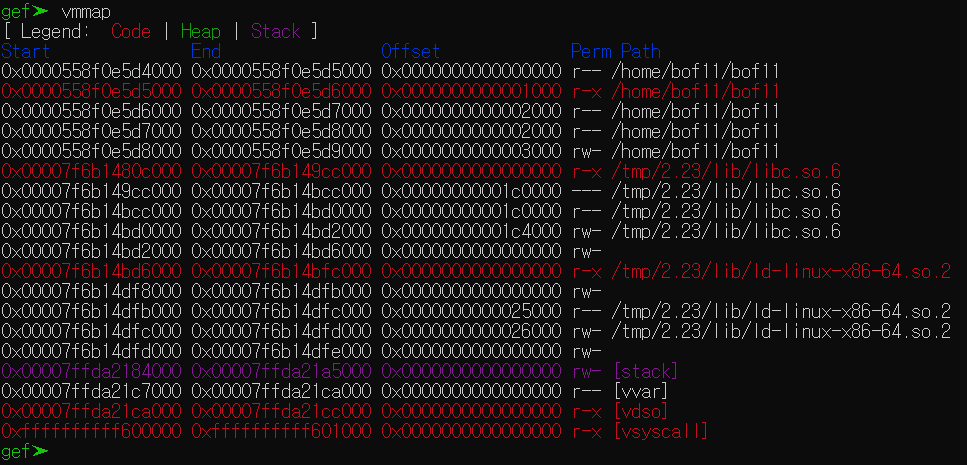 gef➤  vmmap
[ Legend:  Code | Heap | Stack ]
Start              End                Offset             Perm Path
0x0000558f0e5d4000 0x0000558f0e5d5000 0x0000000000000000 r-- /home/bof11/bof11
0x0000558f0e5d5000 0x0000558f0e5d6000 0x0000000000001000 r-x /home/bof11/bof11
0x0000558f0e5d6000 0x0000558f0e5d7000 0x0000000000002000 r-- /home/bof11/bof11
0x0000558f0e5d7000 0x0000558f0e5d8000 0x0000000000002000 r-- /home/bof11/bof11
0x0000558f0e5d8000 0x0000558f0e5d9000 0x0000000000003000 rw- /home/bof11/bof11
0x00007f6b1480c000 0x00007f6b149cc000 0x0000000000000000 r-x /tmp/2.23/lib/libc.so.6
0x00007f6b149cc000 0x00007f6b14bcc000 0x00000000001c0000 --- /tmp/2.23/lib/libc.so.6
0x00007f6b14bcc000 0x00007f6b14bd0000 0x00000000001c0000 r-- /tmp/2.23/lib/libc.so.6
0x00007f6b14bd0000 0x00007f6b14bd2000 0x00000000001c4000 rw- /tmp/2.23/lib/libc.so.6
0x00007f6b14bd2000 0x00007f6b14bd6000 0x0000000000000000 rw-
0x00007f6b14bd6000 0x00007f6b14bfc000 0x0000000000000000 r-x /tmp/2.23/lib/ld-linux-x86-64.so.2
0x00007f6b14df8000 0x00007f6b14dfb000 0x0000000000000000 rw-
0x00007f6b14dfb000 0x00007f6b14dfc000 0x0000000000025000 r-- /tmp/2.23/lib/ld-linux-x86-64.so.2
0x00007f6b14dfc000 0x00007f6b14dfd000 0x0000000000026000 rw- /tmp/2.23/lib/ld-linux-x86-64.so.2
0x00007f6b14dfd000 0x00007f6b14dfe000 0x0000000000000000 rw-
0x00007ffda2184000 0x00007ffda21a5000 0x0000000000000000 rw- [stack]
0x00007ffda21c7000 0x00007ffda21ca000 0x0000000000000000 r-- [vvar]
0x00007ffda21ca000 0x00007ffda21cc000 0x0000000000000000 r-x [vdso]
0xffffffffff600000 0xffffffffff601000 0x0000000000000000 r-x [vsyscall]
gef➤